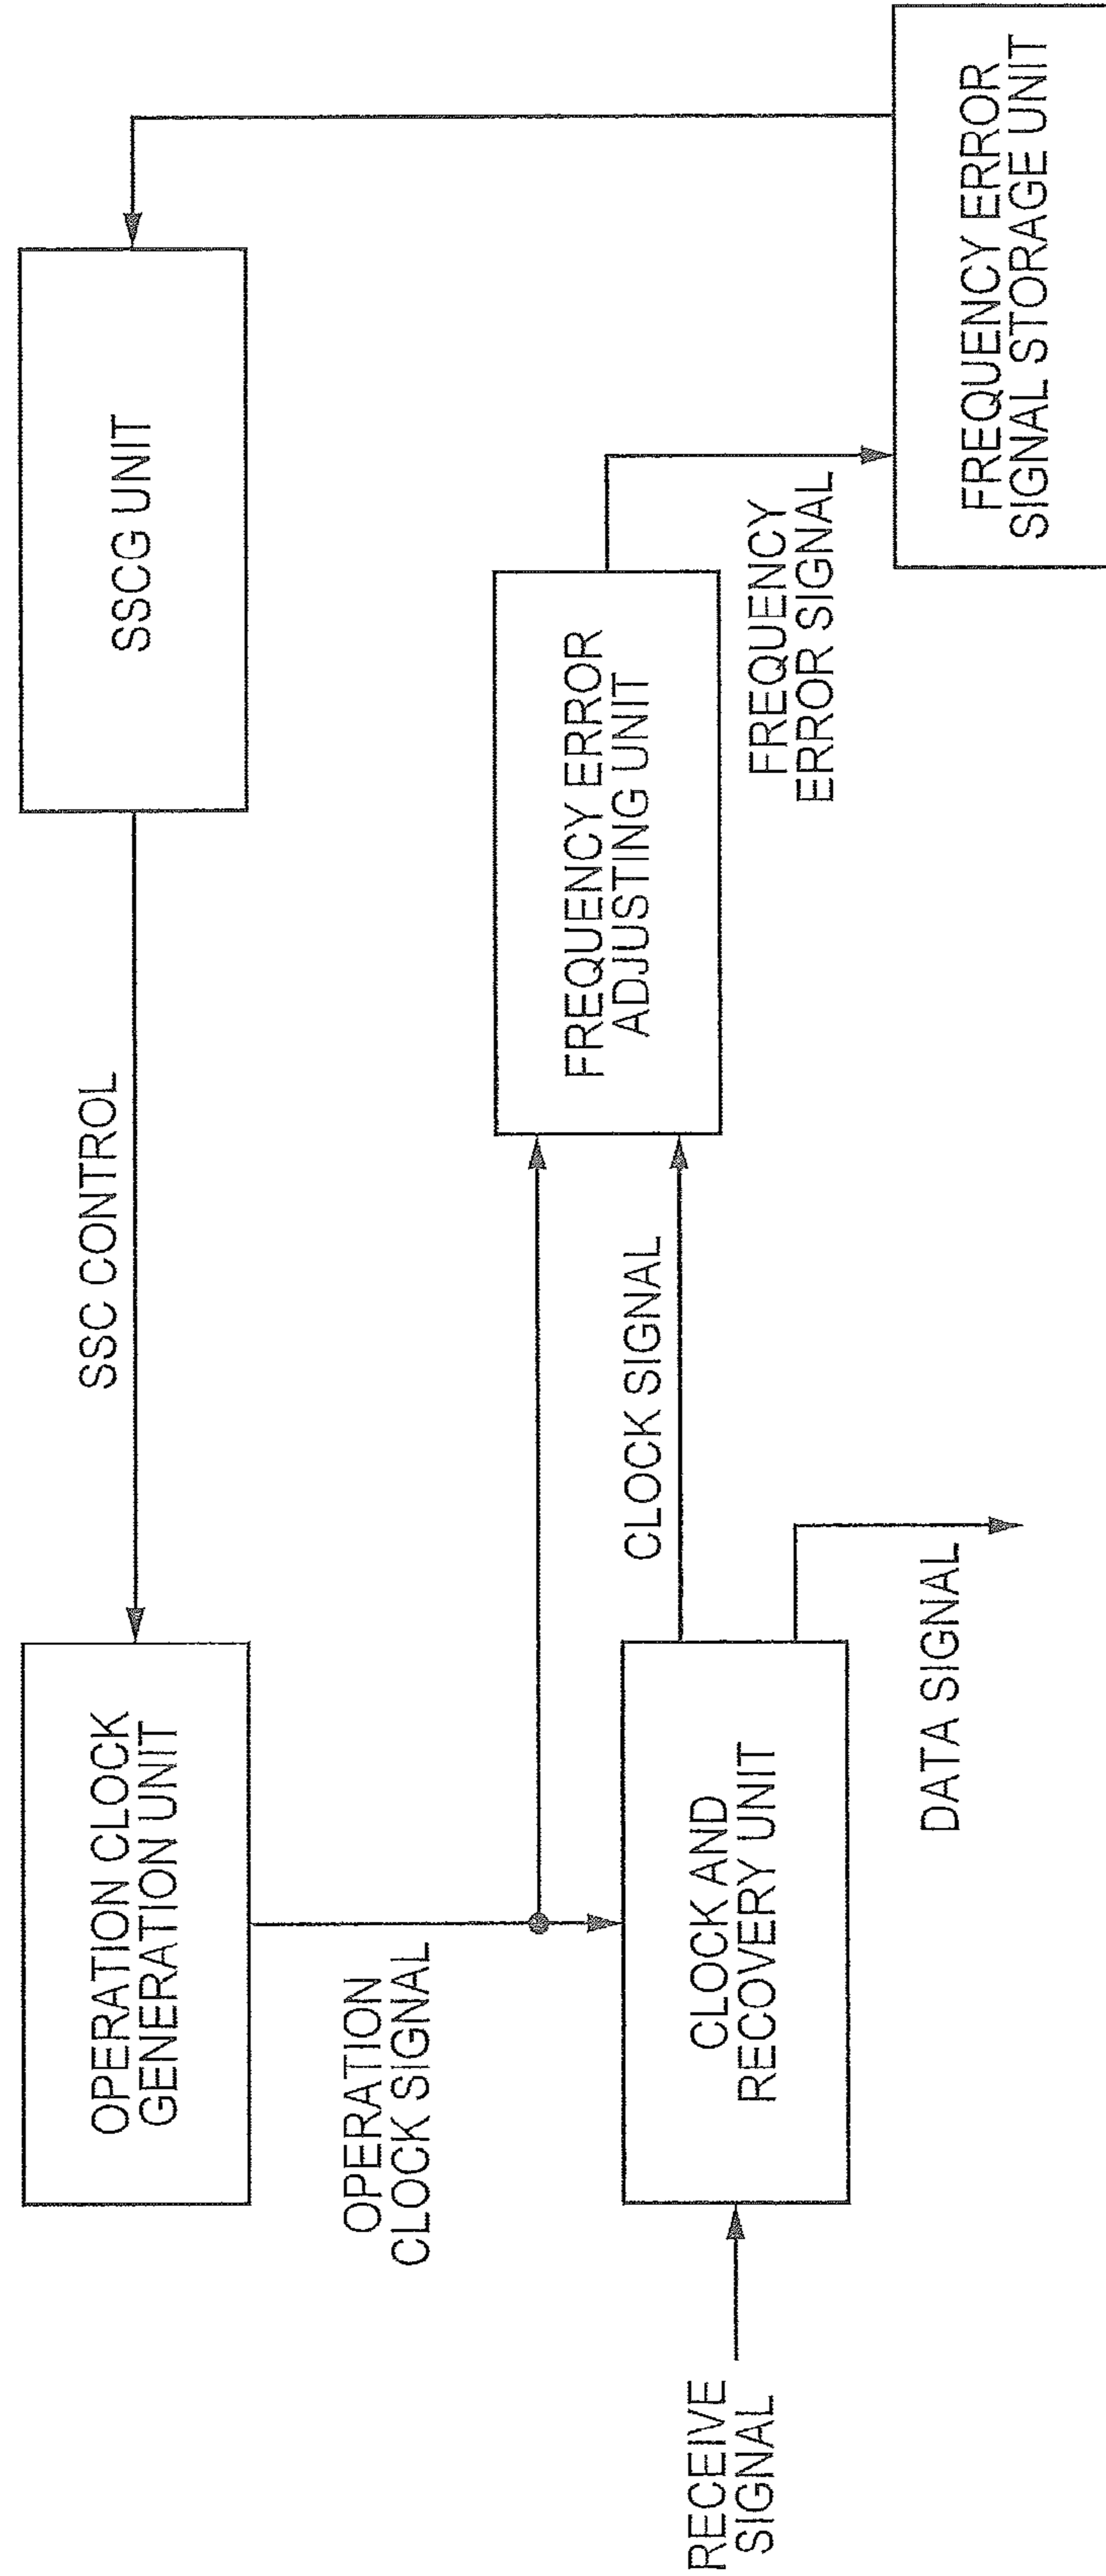 OPERATION CLOCK
GENERATION UNIT
SSC CONTROL
SSCG UNIT
OPERATION
CLOCK SIGNAL
FREQUENCY ERROR
ADJUSTING UNIT
RECEIVE
SIGNAL
CLOCK AND
RECOVERY UNIT
CLOCK SIGNAL
FREQUENCY
ERROR SIGNAL
DATA SIGNAL
FREQUENCY ERROR
SIGNAL STORAGE UNIT